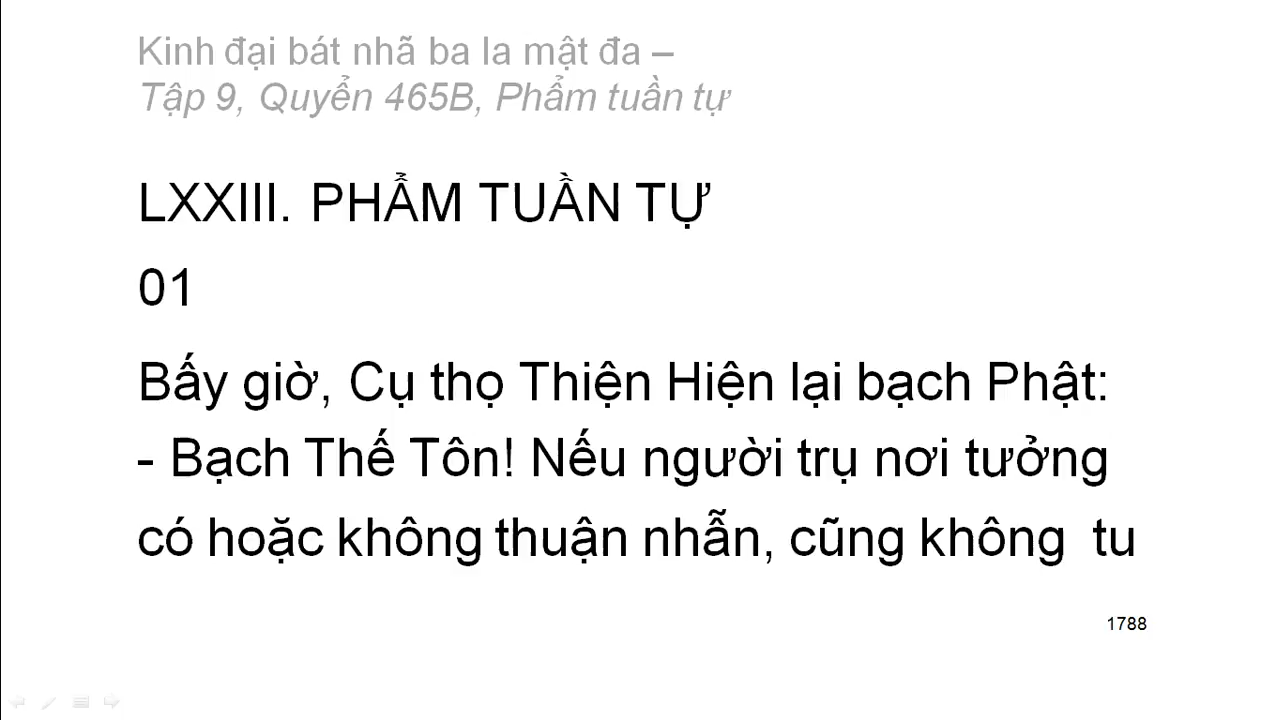 Kinh đại bát nhã ba la mật đa –
Tập 9, Quyển 465B, Phẩm tuần tự
LXXIII. PHẨM TUẦN TỰ
01
Bấy giờ, Cụ thọ Thiện Hiện lại bạch Phật:
- Bạch Thế Tôn! Nếu người trụ nơi tưởng
có hoặc không thuận nhẫn, cũng không  tu
1788